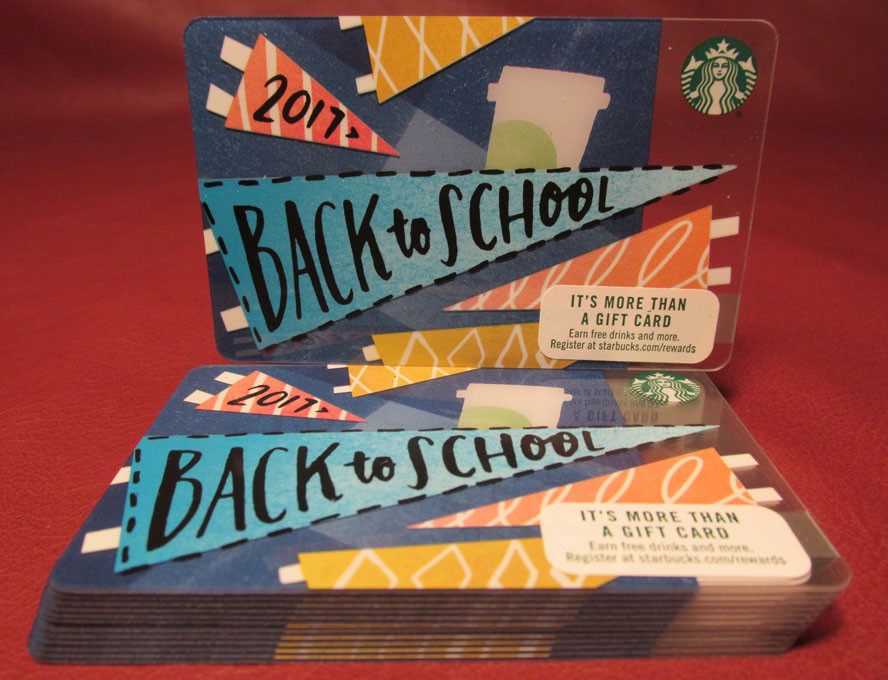 2017
BACK to SCHOOL
IT'S MORE THAN
A GIFT CARD
Earn free drinks and more.
Register at starbucks.com/rewards
2017
BACK to SCHOOL
A GIFT CARD
IT'S MORE THAN
A GIFT CARD
Earn free drinks and more.
Register at starbucks.com/rewards